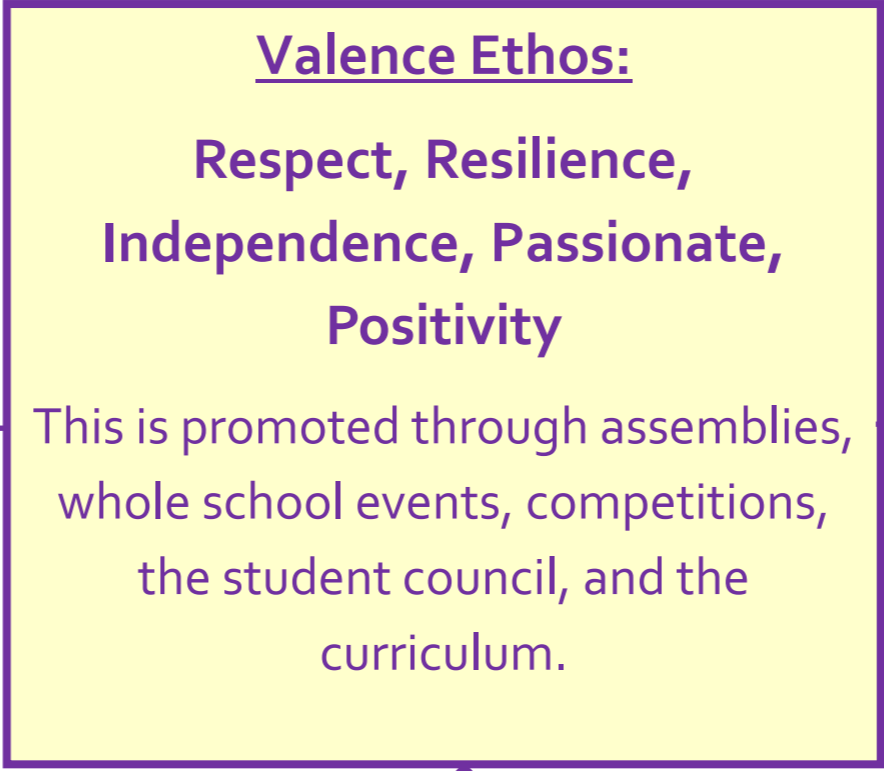 Valence Ethos:
Respect, Resilience,
Independence, Passionate,
Positivity
This is promoted through assemblies,
whole school events, competitions,
the student council, and the
curriculum.